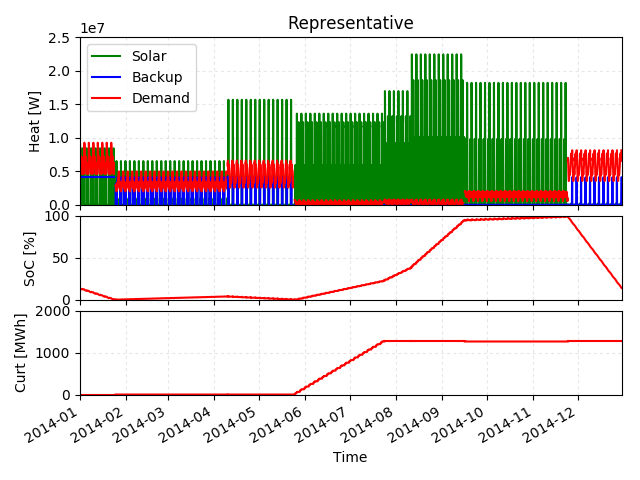 Representative
1e7
2.5
2.0
1.5
1.0
0.5
0.0
Heat [W]
Solar
Backup
Demand
100
50
0
SoC [%]
2000
1000
0
Curt [MWh]
2014-01
2014-02
2014-03
2014-04
2014-05
2014-06
2014-07
2014-08
2014-09
2014-10
2014-11
2014-12
Time